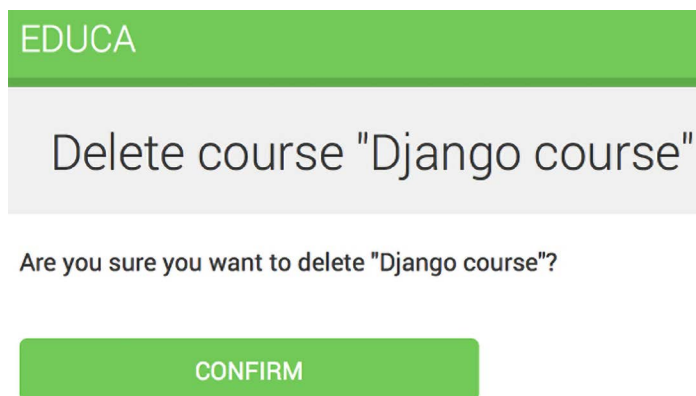 EDUCA
Delete course "Django course"
Are you sure you want to delete "Django course"?
CONFIRM